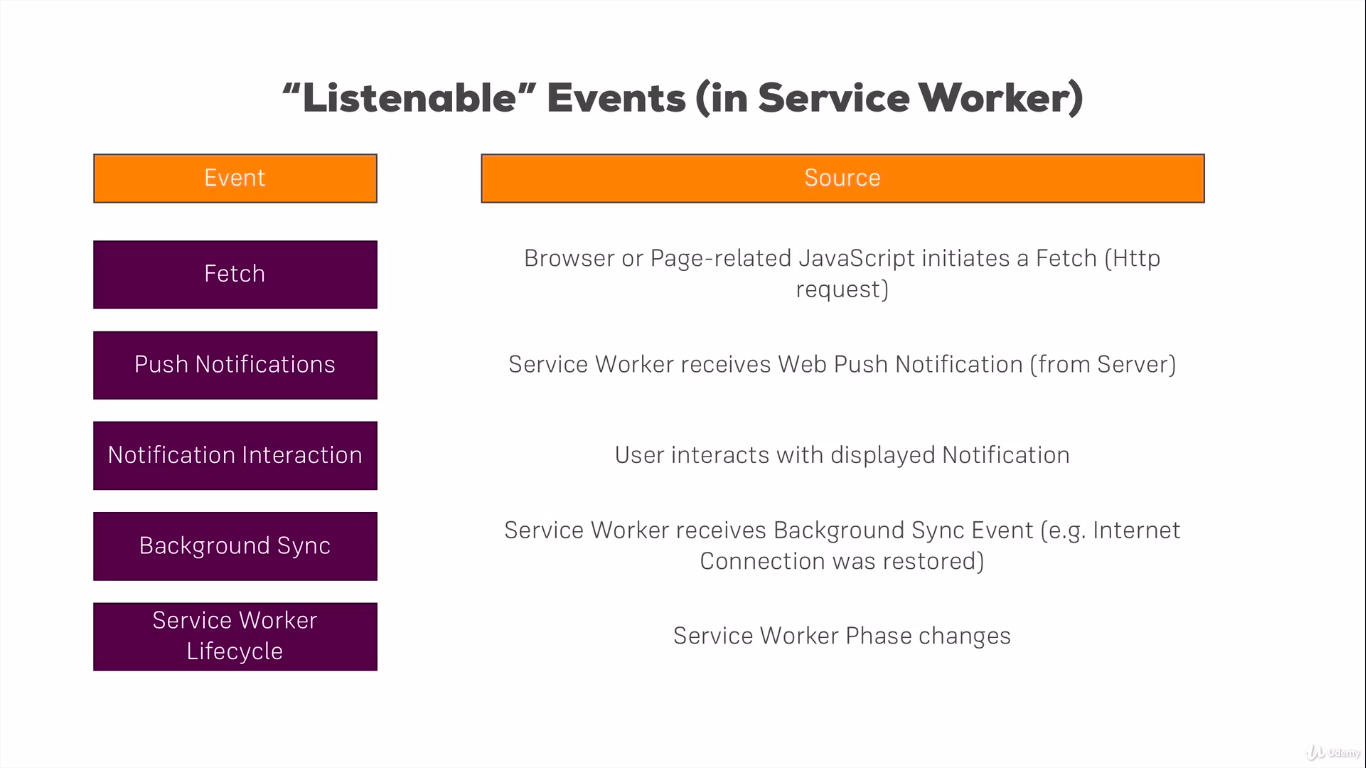 “Listenable” Events (in Service Worker)
Event
Source
Fetch
Browser or Page-related JavaScript initiates a Fetch (Http
request)
Push Notifications
Service Worker receives Web Push Notification (from Server)
Notification Interaction
User interacts with displayed Notification
Background Sync
Service Worker receives Background Sync Event (e.g. Internet
Connection was restored)
Service Worker
Lifecycle
Service Worker Phase changes
Udemy